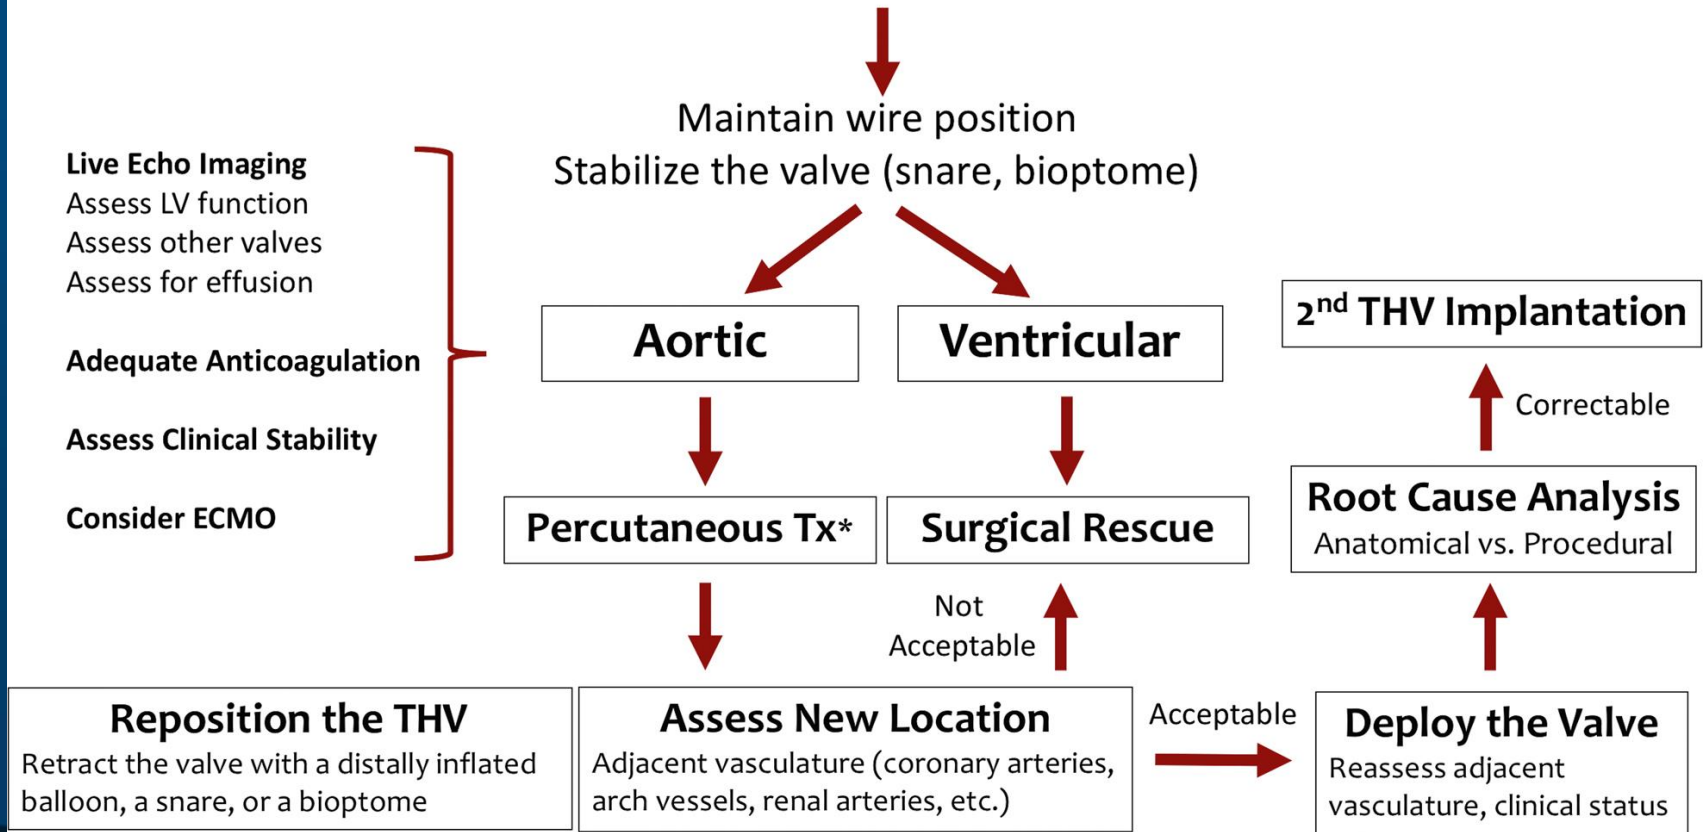 Maintain wire position
Stabilize the valve (snare, bioptome)
Live Echo Imaging
Assess LV function
Assess other valves
Assess for effusion
Adequate Anticoagulation
Assess Clinical Stability
Consider ECMO
Aortic
Ventricular
Percutaneous Tx*
Surgical Rescue
Not
Acceptable
Reposition the THV
Retract the valve with a distally inflated
balloon, a snare, or a bioptome
Assess New Location
Adjacent vasculature (coronary arteries,
arch vessels, renal arteries, etc.)
Acceptable
Deploy the Valve
Reassess adjacent
vasculature, clinical status
Root Cause Analysis
Anatomical vs. Procedural
Correctable
2nd THV Implantation